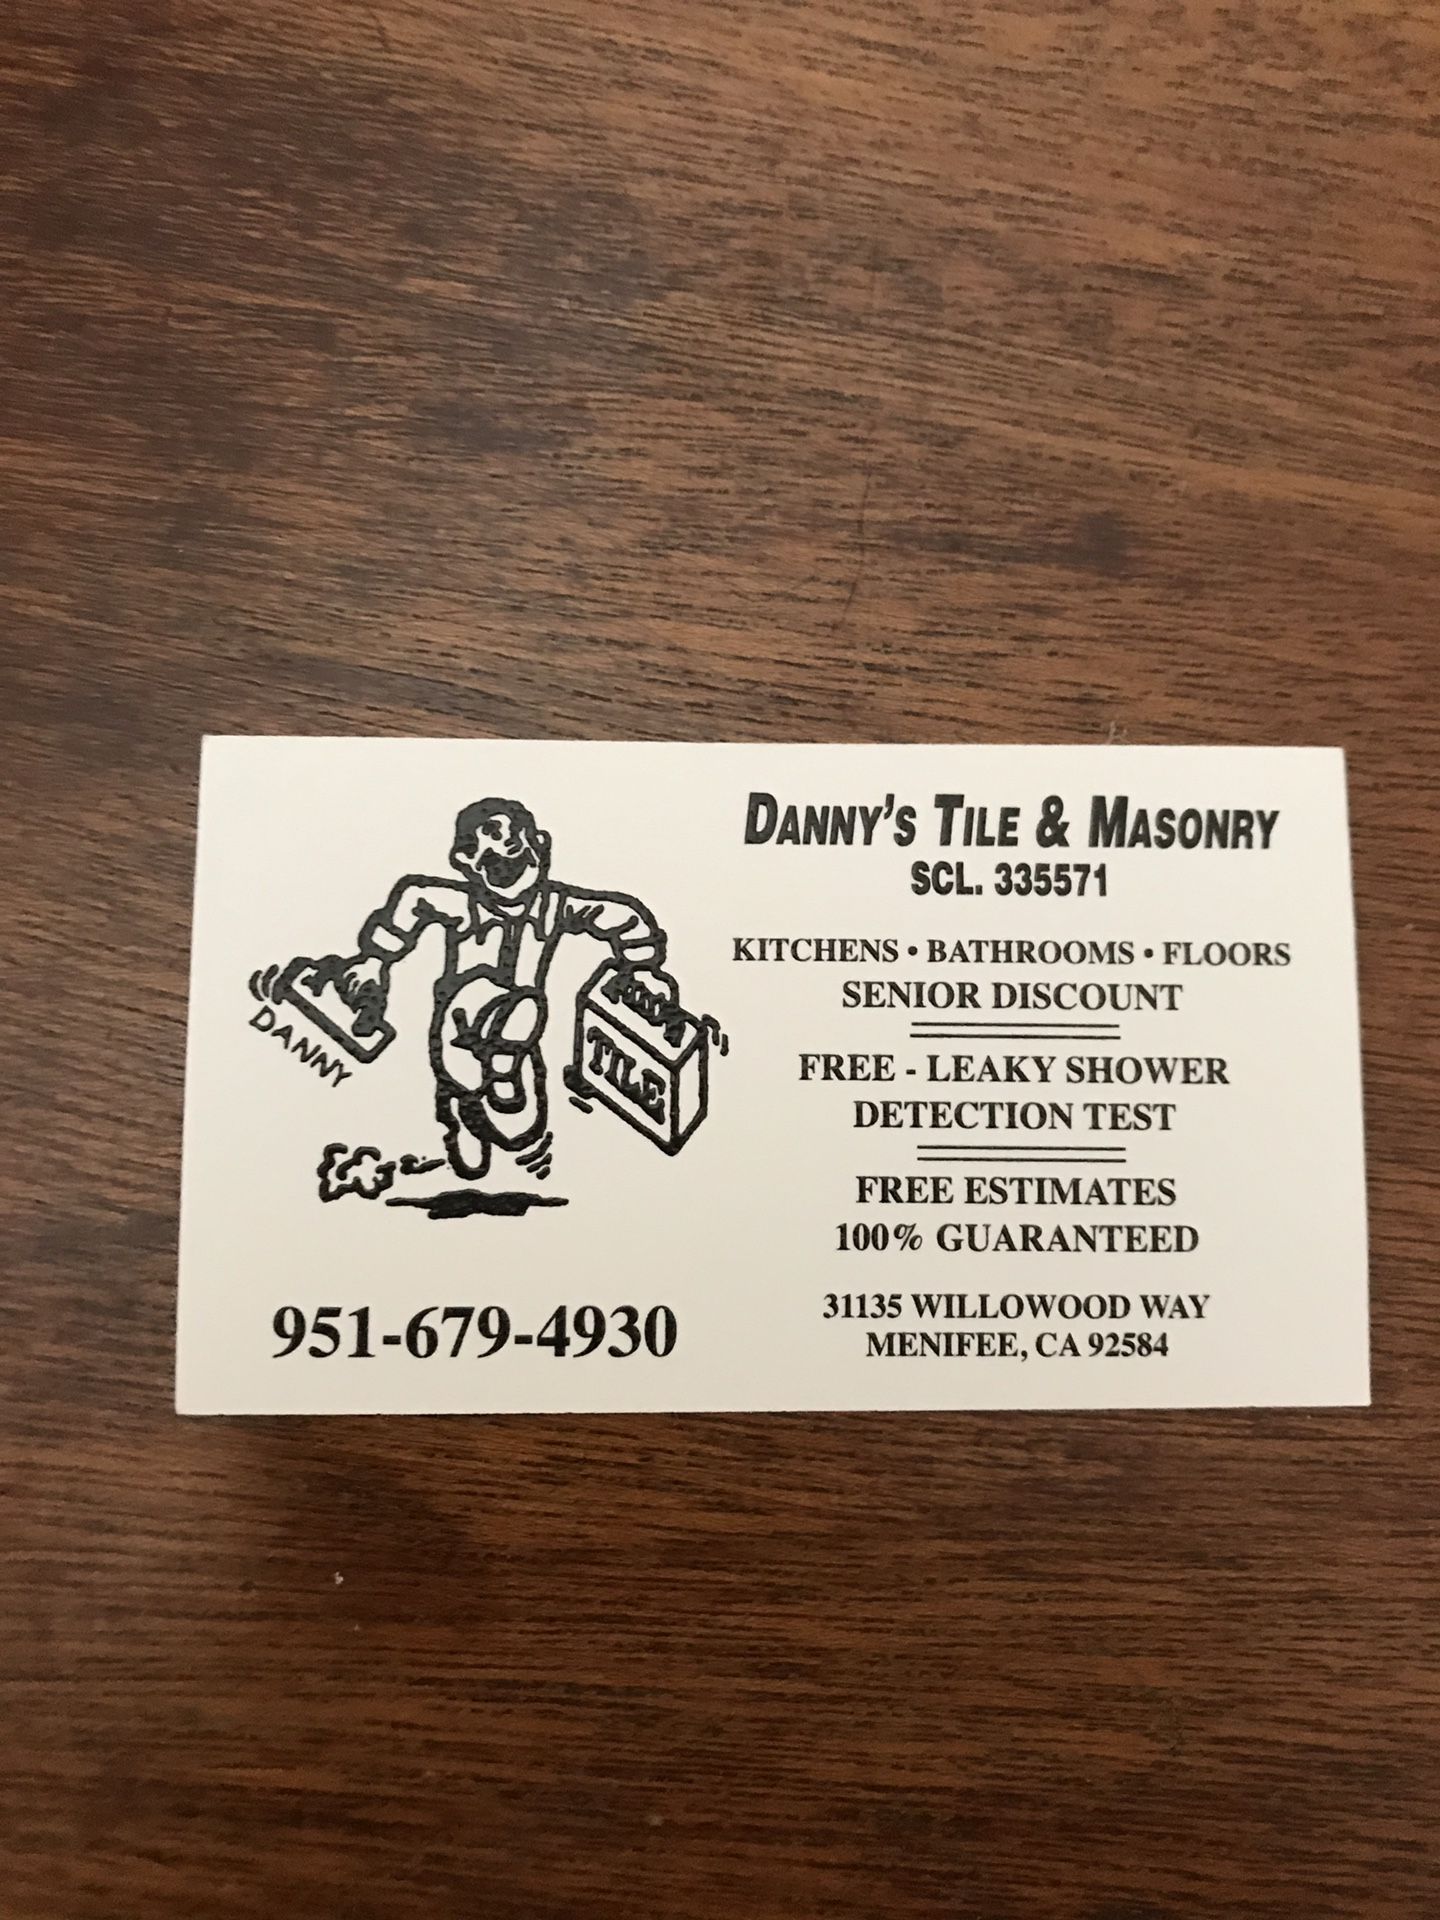 DANNY'S TILE & MASONRY
SCL. 335571
KITCHENS • BATHROOMS • FLOORS
SENIOR DISCOUNT
FREE - LEAKY SHOWER
DETECTION TEST
FREE ESTIMATES
100% GUARANTEED
31135 WILLOWOOD WAY
MENIFEE, CA 92584
DANNY
TILE
951-679-4930